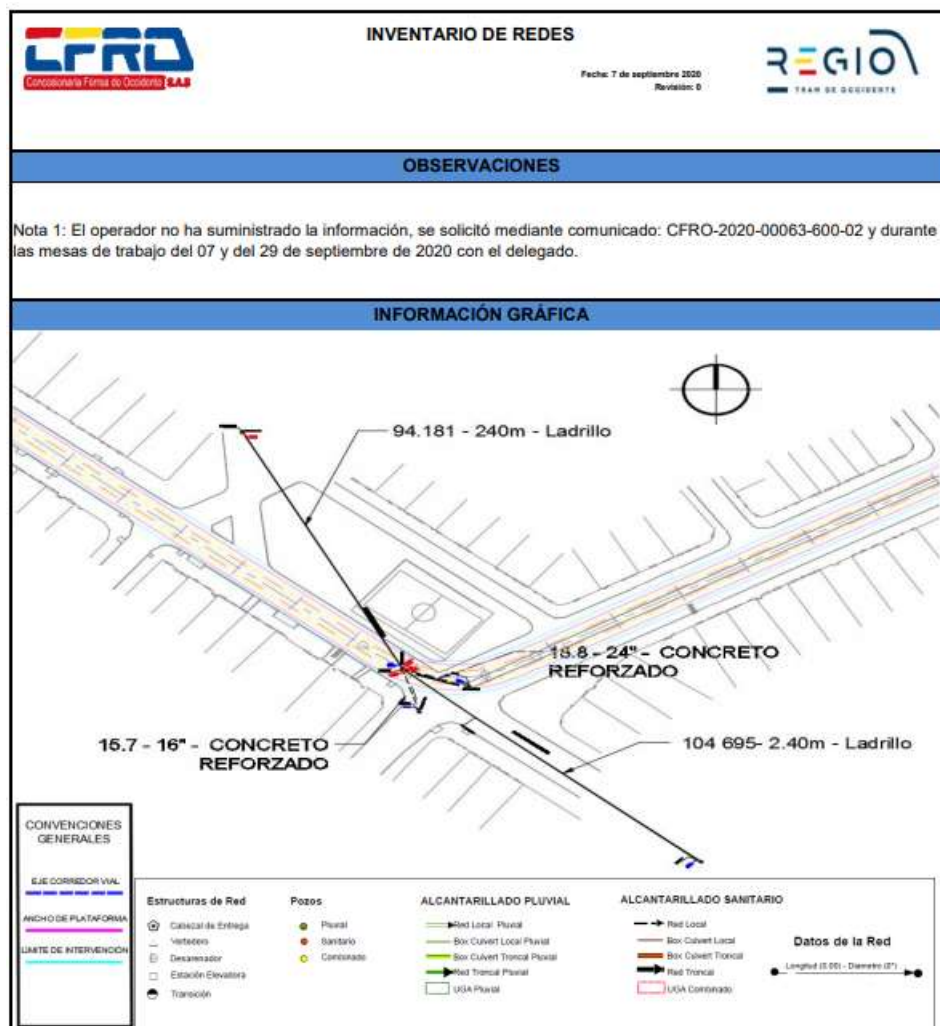 CFRO
Concesionaria Férrea de Occidente SAS
INVENTARIO DE REDES
Fecha: 7 de septiembre 2020
Revisión: 0
REGIO
TRAM DE OCCIDENTE
OBSERVACIONES
Nota 1: El operador no ha suministrado la información, se solicitó mediante comunicado: CFRO-2020-00063-600-02 y durante
las mesas de trabajo del 07 y del 29 de septiembre de 2020 con el delegado.
INFORMACIÓN GRÁFICA
94.181 - 240m - Ladrillo
- 24" - CONCRETO
REFORZADO
15.7 - 16" - CONCRETO
REFORZADO
104 695- 2.40m - Ladrillo
CONVENCIONES
GENERALES
EJE CORREDOR VIAL
ANCHO DE PLATAFORMA
LIMITE DE INTERVENCIÓN
Estructuras de Red
Cabezal de Entrega
Vertedero
Desarenador
Estación Elevadora
Transición
Pozos
Pluvial
Sanitario
Combinado
ALCANTARILLADO PLUVIAL
Red Local Pluvial
Box Culvert Local Pluvial
Box Culvert Troncal Pluvial
Red Troncal Pluvial
UGA Pluvial
ALCANTARILLADO SANITARIO
Red Local
Box Culvert Local
Box Culvert Troncal
Red Troncal
UGA Combinado
Datos de la Red
Longitud (0.00) - Diametro (0")